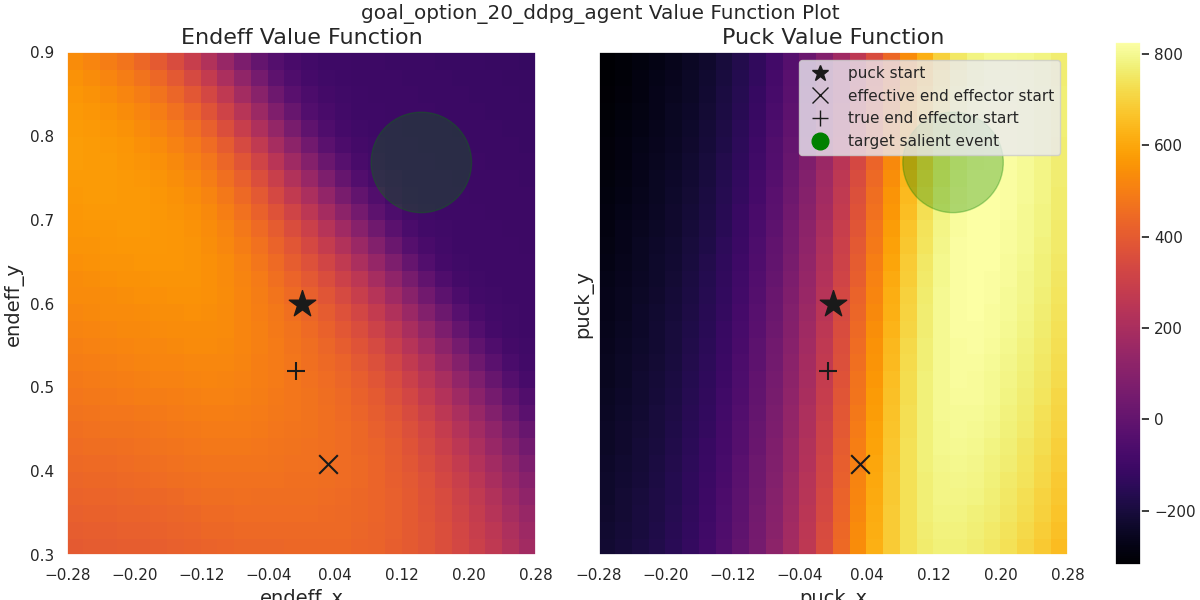 goal_option_20_ddpg_agent Value Function Plot
Endeff Value Function
Puck Value Function
puck start
effective end effector start
true end effector start
target salient event
endeff_y
0.9
0.8
0.7
0.6
0.5
0.4
0.3
−0.28 −0.20 −0.12 −0.04 0.04 0.12 0.20 0.28
endeff_x
puck_y
−0.28 −0.20 −0.12 −0.04 0.04 0.12 0.20 0.28
puck_x
800
600
400
200
0
−200